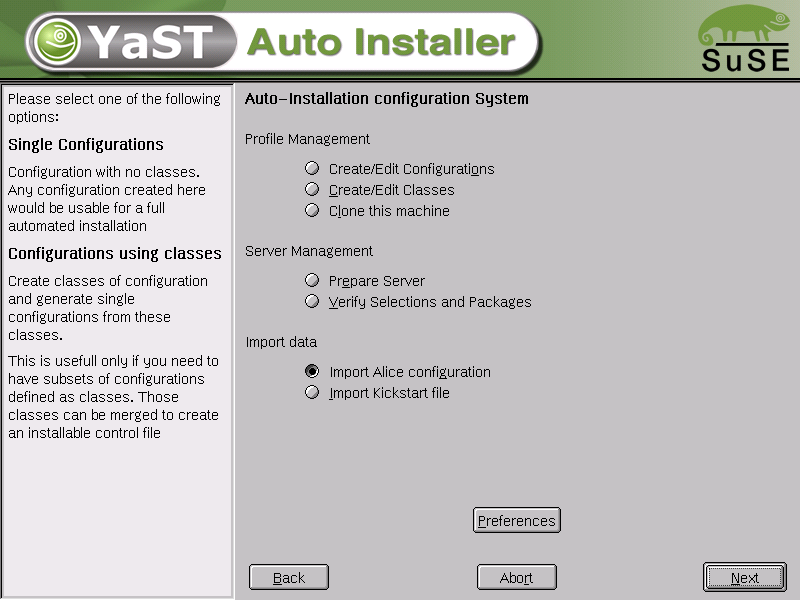 YaST Auto Installer
SuSE
Please select one of the following
options:
Single Configurations
Configuration with no classes.
Any configuration created here
would be usable for a full
automated installation
Configurations using classes
Create classes of configuration
and generate single
configurations from these
classes.
This is usefull only if you need to
have subsets of configurations
defined as classes. Those
classes can be merged to create
an installable control file
Auto-Installation configuration System
Profile Management
Create/Edit Configurations
Create/Edit Classes
Clone this machine
Server Management
Prepare Server
Verify Selections and Packages
Import data
Import Alice configuration
Import Kickstart file
Preferences
Back
Abort
Next